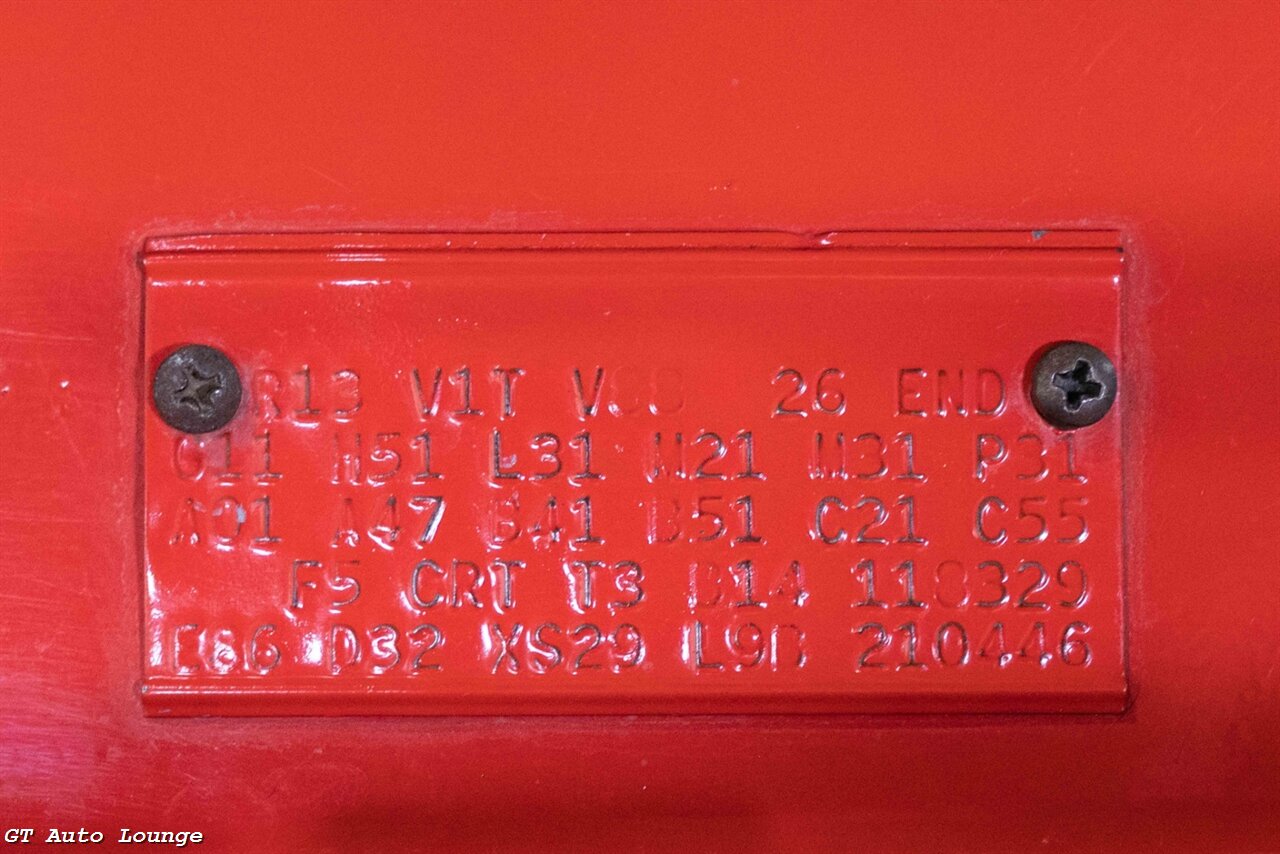 R13 V1T V88 26 END
G11 H51 L31 M21 M31 P31
A01 A47 B41 B51 C21 C55
F5 CRT T3 B14 118329
E86 D32 XS29 L9B 210446
GT Auto Lounge